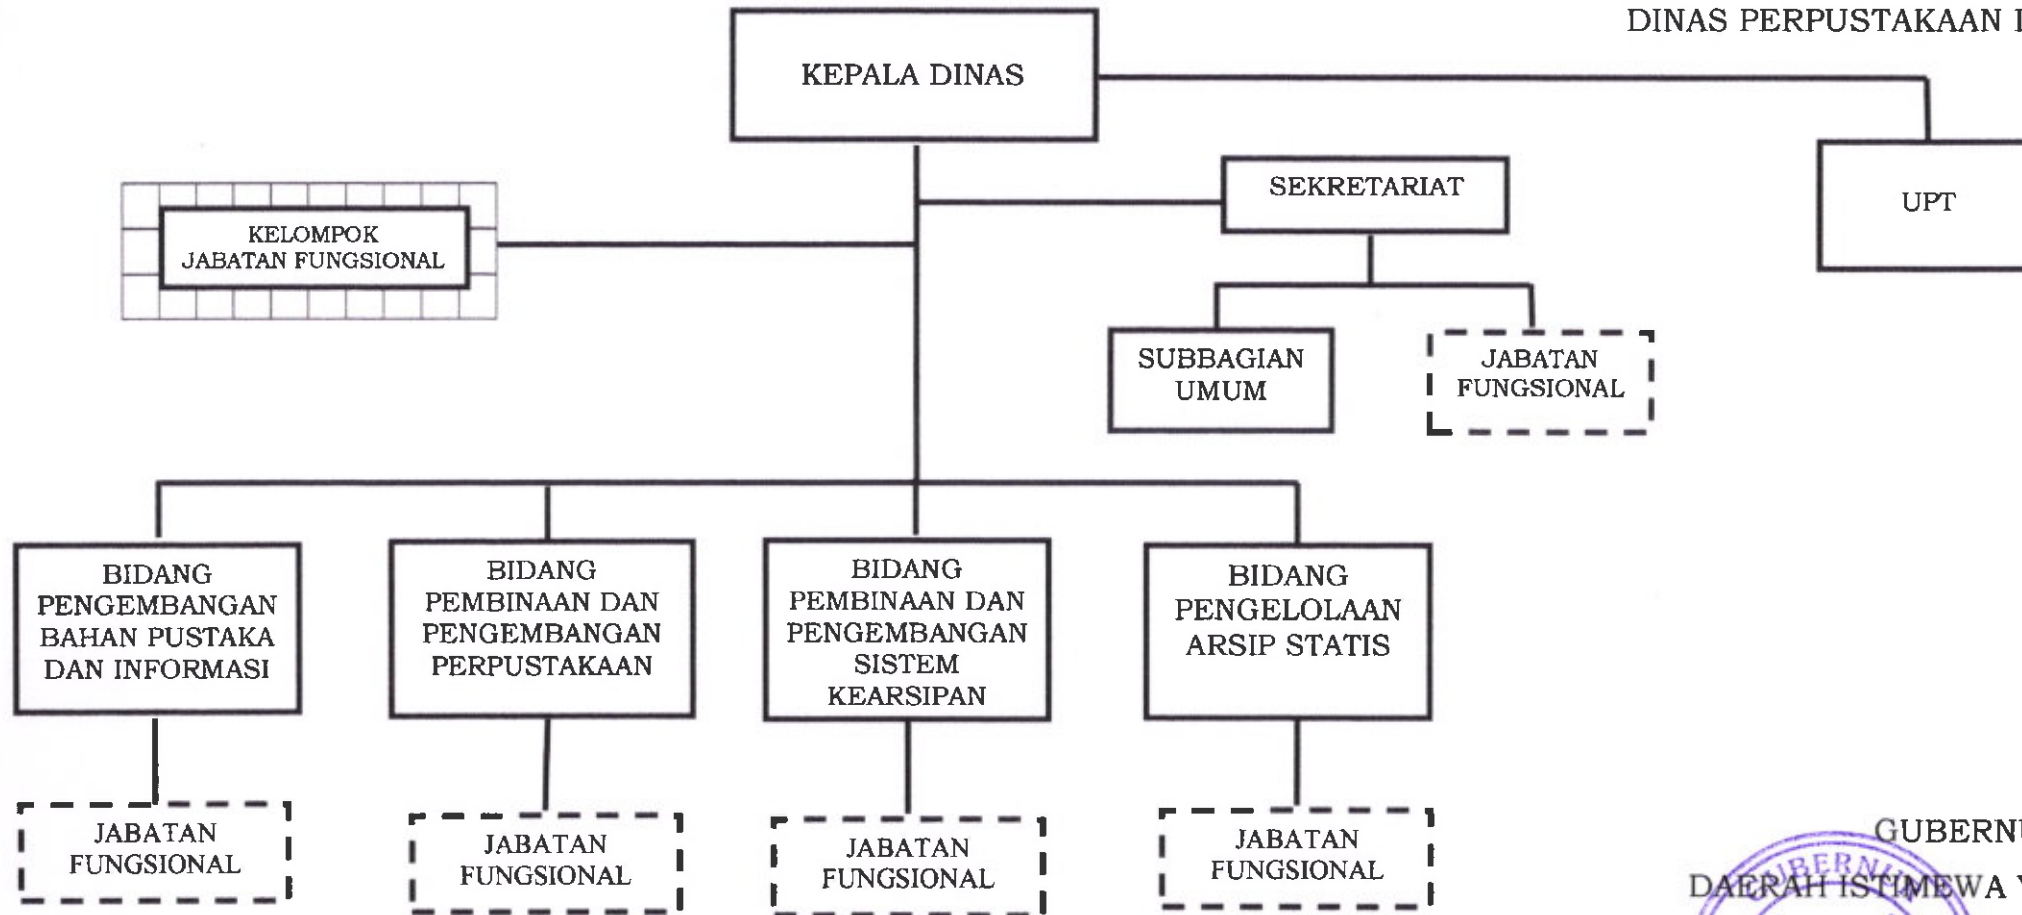 DINAS PERPUSTAKAAN
KEPALA DINAS
SEKRETARIAT
UPT
KELOMPOK
JABATAN FUNGSIONAL
SUBBAGIAN
UMUM
JABATAN
FUNGSIONAL
BIDANG
PENGEMBANGAN
BAHAN PUSTAKA
DAN INFORMASI
BIDANG
PEMBINAAN DAN
PENGEMBANGAN
PERPUSTAKAAN
BIDANG
PEMBINAAN DAN
PENGEMBANGAN
SISTEM
KEARSIPAN
BIDANG
PENGELOLAAN
ARSIP STATIS
JABATAN
FUNGSIONAL
JABATAN
FUNGSIONAL
JABATAN
FUNGSIONAL
JABATAN
FUNGSIONAL
GUBERN
DAERAH ISTIMEWA